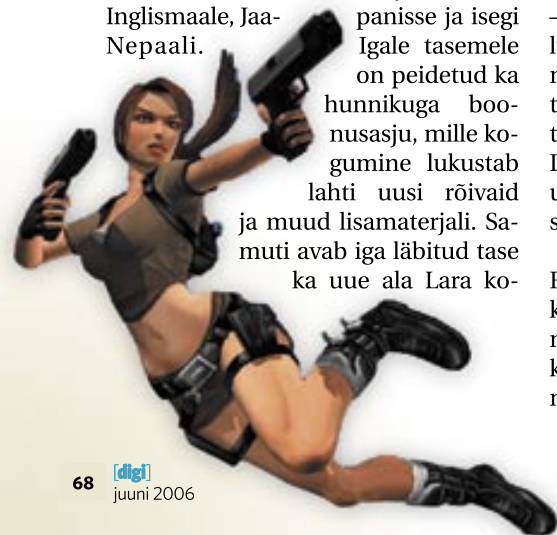 Inglismaale, Jaa-
panisse ja isegi
Nepaali.
Igale tasemele
on peidetud ka
hunnikuga boo-
nusasju, mille ko-
gumine lukustab
lahti uusi rõivaid
ja muud lisamaterjali. Sa-
muti avab iga läbitud tase
ka uue ala Lara ko-
68 [digi]
juuni 2006